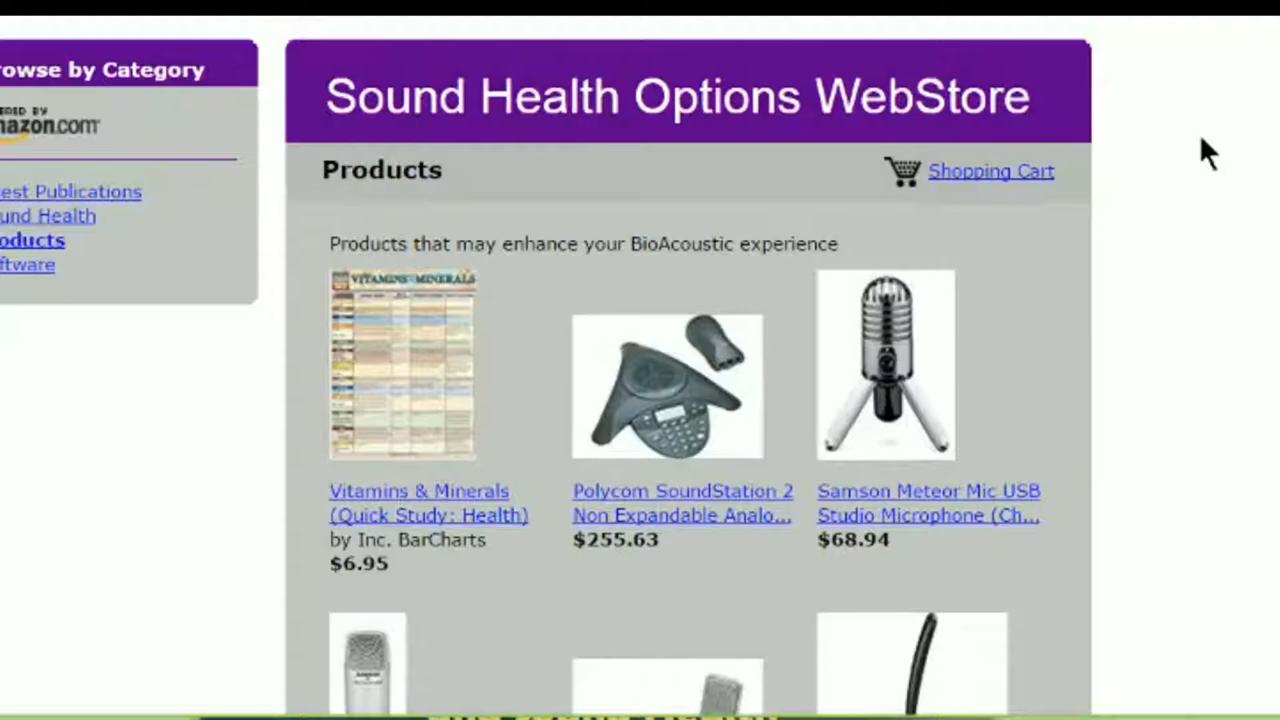 rowse by Category
azon.com
est Publications
und Health
oducts
ftware
Sound Health Options WebStore
Products
Shopping Cart
Products that may enhance your BioAcoustic experience
VITAMINS MINERALS
Vitamins & Minerals
(Quick Study: Health)
by Inc. BarCharts
$6.95
Polycom SoundStation 2
Non Expandable Analo...
$255.63
Samson Meteor Mic USB
Studio Microphone (Ch...
$68.94